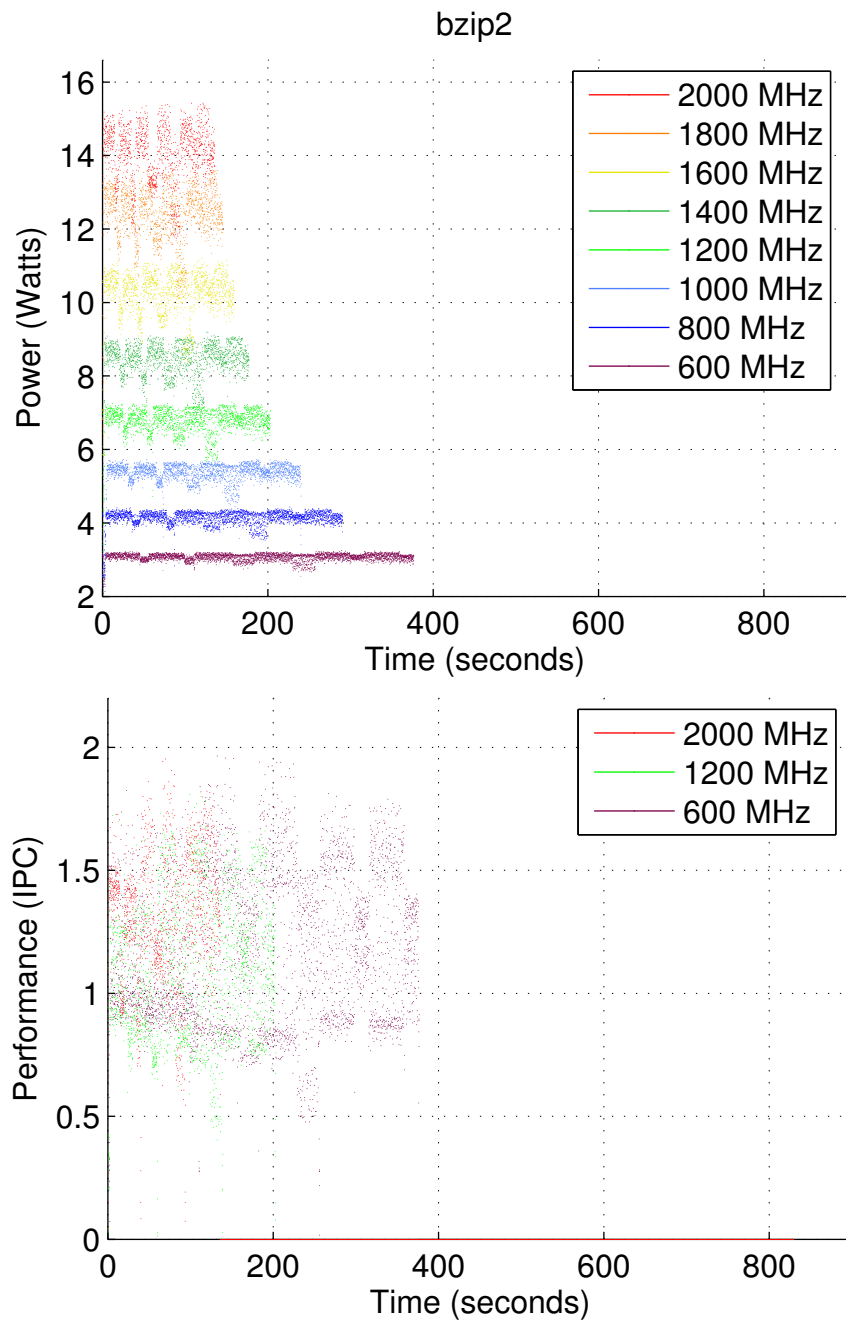 bzip2
16
14
12
10
8
6
4
2
Power (Watts)
2000 MHz
1800 MHz
1600 MHz
1400 MHz
1200 MHz
1000 MHz
800 MHz
600 MHz
0 200 400 600 800
Time (seconds)
2
1.5
1
0.5
0
Performance (IPC)
2000 MHz
1200 MHz
600 MHz
0 200 400 600 800
Time (seconds)